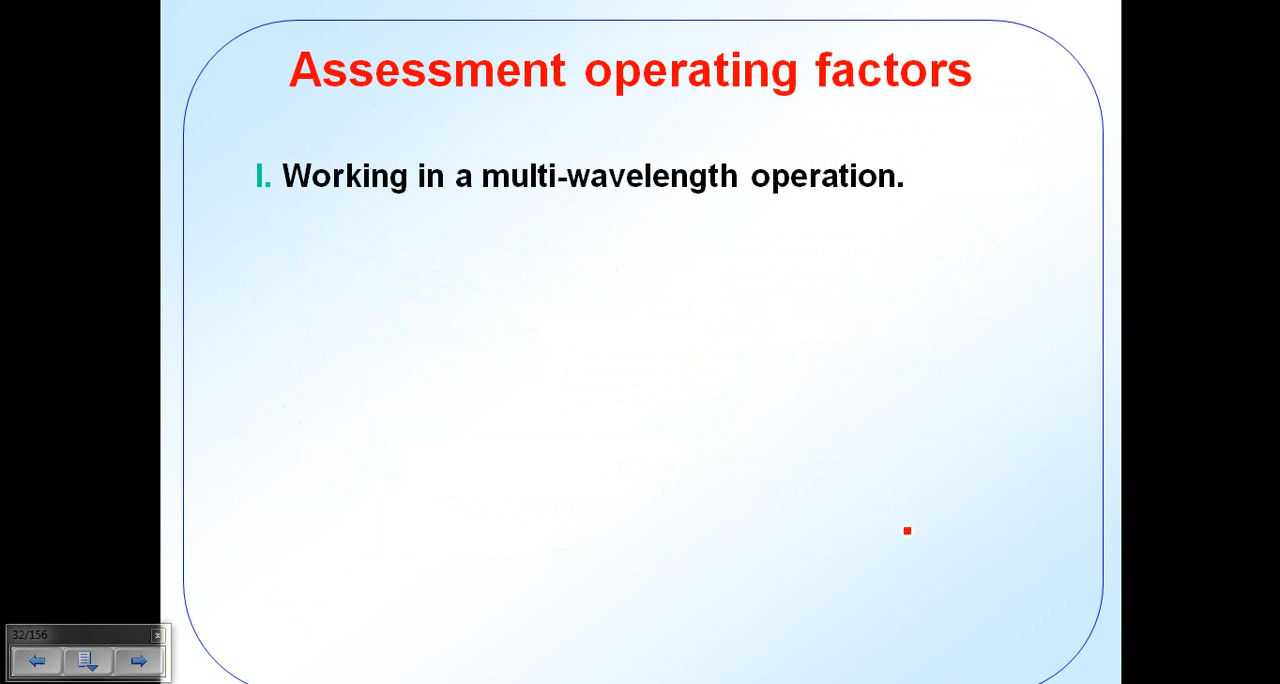 Assessment operating factors
I. Working in a multi-wavelength operation.
32/156
x